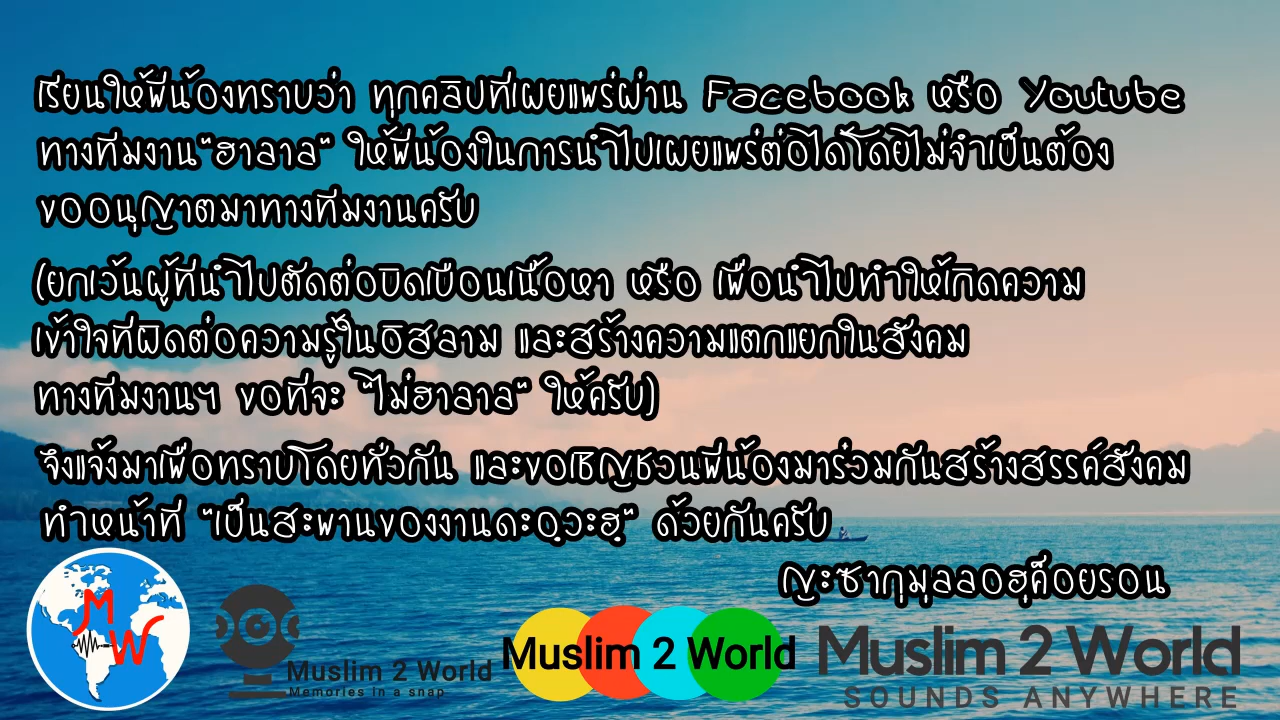 เรียนให้พี่น้องทราบว่า ทุกคลิปที่เผยแพร่ผ่าน Facebook หรือ Youtube
ทางทีมงาน"ฮาลาล" ให้พี่น้องในการนำไปเผยแพร่ต่อได้โดยไม่จำเป็นต้อง
ขออนุญาตมาทางทีมงานครับ
(ยกเว้นผู้ที่นำไปตัดต่อบิดเบือนเนื้อหา หรือ เพื่อนำไปทำให้เกิดความ
เข้าใจที่ผิดต่อความรู้ในอิสลาม และสร้างความแตกแยกในสังคม
ทางทีมงานฯ ขอที่จะ "ไม่ฮาลาล" ให้ครับ)
จึงแจ้งมาเพื่อทราบโดยทั่วกัน และขอเชิญชวนพี่น้องมาร่วมกันสร้างสรรค์สังคม
ทำหน้าที่ "เป็นสะพานของงานดะอฺวะฮฺ" ด้วยกันครับ
ญะซากุมุลลอฮุค็อยรอน
MW
Muslim 2 World
Memories in a snap
Muslim 2 World
Muslim 2 World
SOUNDS ANYWHERE